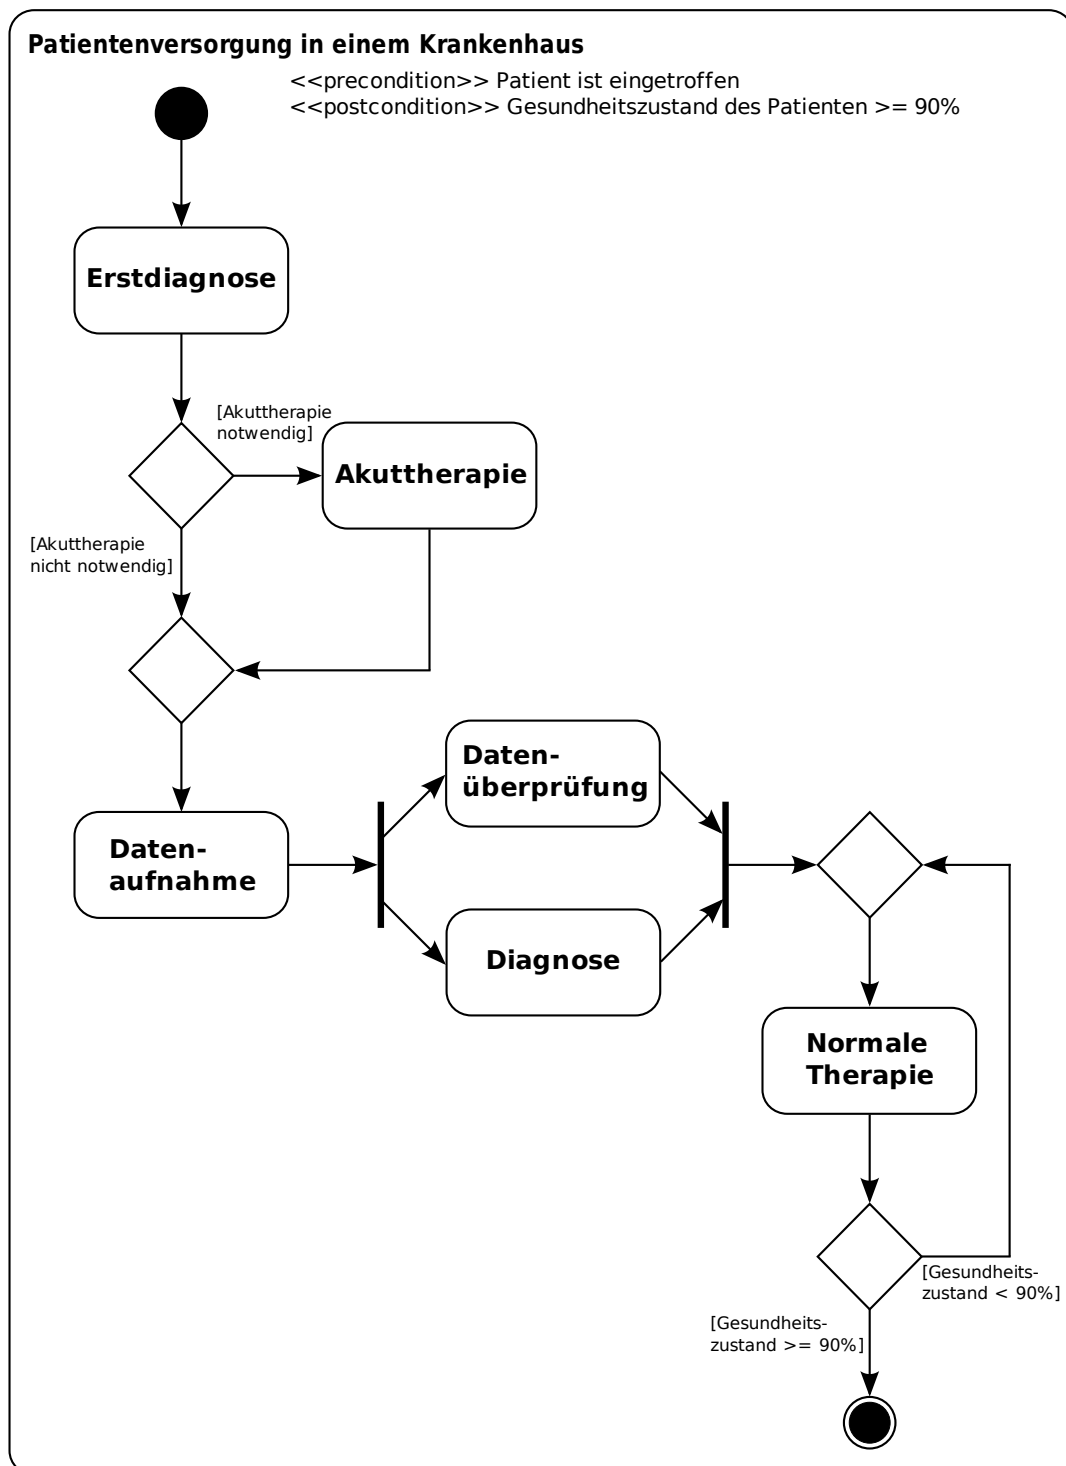 Patientenversorgung in einem Krankenhaus
<<precondition>> Patient ist eingetroffen
<<postcondition>> Gesundheitszustand des Patienten >= 90%
Erstdiagnose
[Akuttherapie
notwendig]
Akuttherapie
[Akuttherapie
nicht notwendig]
Daten-
überprüfung
Daten-
aufnahme
Diagnose
Normale
Therapie
[Gesundheits-
zustand < 90%]
[Gesundheits-
zustand >= 90%]